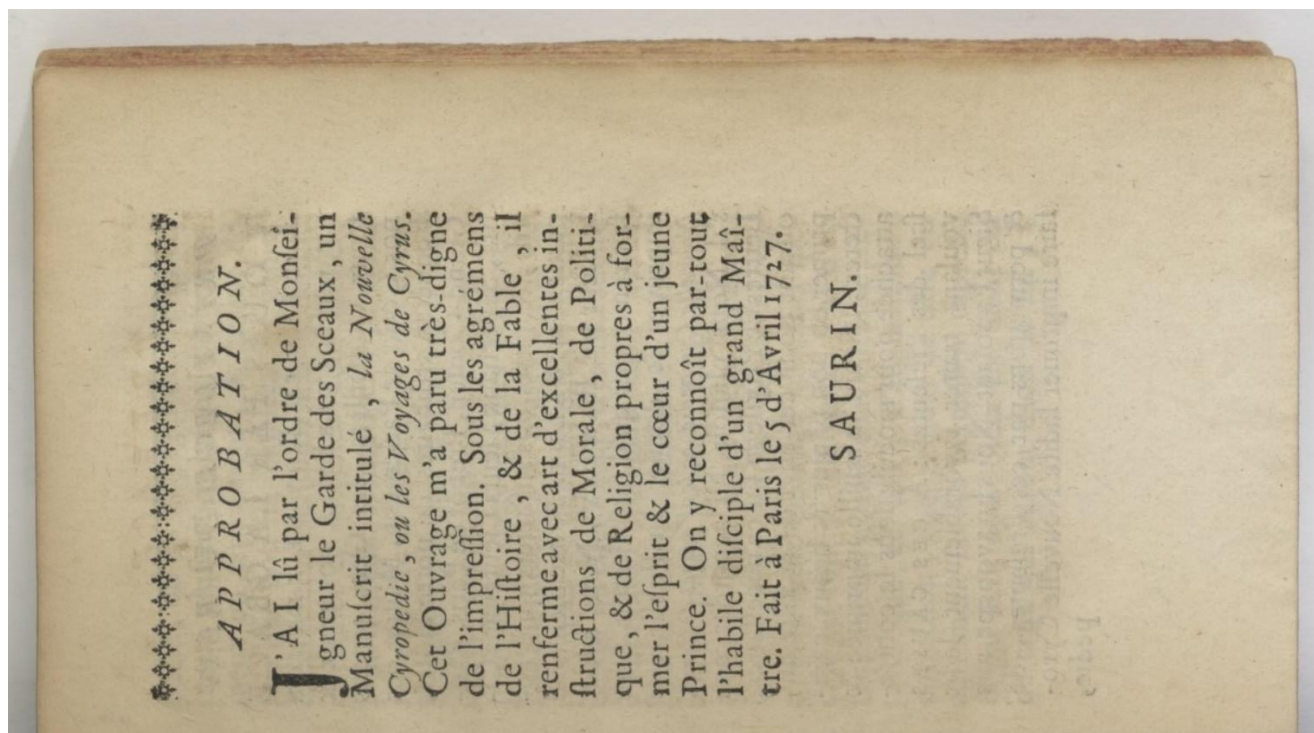 APPROBATION.
J'AI lû par l'ordre de Monſei-
gneur le Garde des Sceaux, un
Manuſcrit intitulé, la Nouvelle
Cyropedie, ou les Voyages de Cyrus.
Cet Ouvrage m'a paru très-digne
de l'impreſſion. Sous les agrémens
de l'Hiſtoire, & de la Fable, il
renferme avec art d'excellentes in-
ſtructions de Morale, de Politi-
que, & de Religion propres à for-
mer l'eſprit & le cœur d'un jeune
Prince. On y reconnoît par-tout
l'habile diſciple d'un grand Maî-
tre. Fait à Paris le 5 d'Avril 1727.
SAURIN.